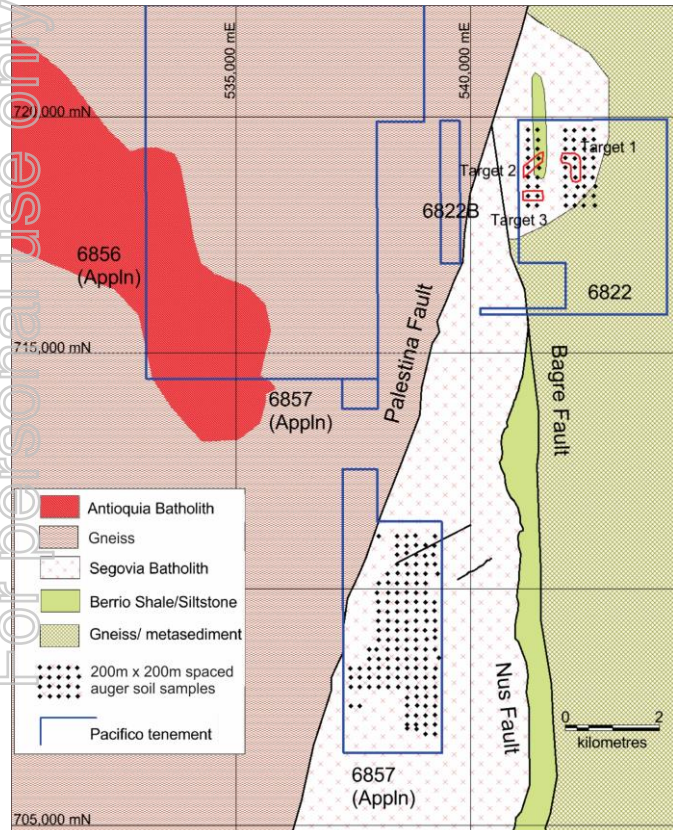 For personal use only
535,000 mE
540,000 mE
720,000 mN
Target 1
Target 2
6822B
Target 3
6856
(Appln)
6822
Palestina Fault
715,000 mN
Bagre Fault
6857
(Appln)
Antioquia Batholith
Gneiss
Segovia Batholith
Berrio Shale/Siltstone
Gneiss/ metasediment
200m x 200m spaced
auger soil samples
Pacifico tenement
Nus Fault
0 2
kilometres
6857
(Appln)
705,000 mN